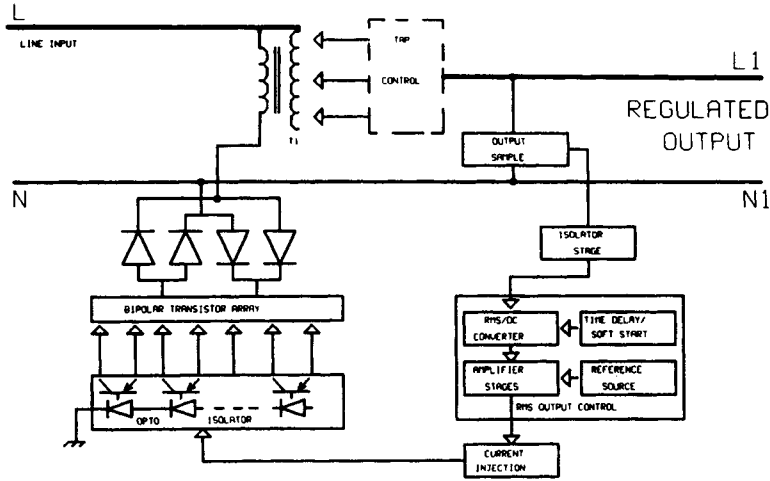 L
LINE INPUT
TAP
CONTROL
L1
REGULATED
OUTPUT
T1
OUTPUT
SAMPLE
N
N1
ISOLATOR
STAGE
BIPOLAR TRANSISTOR ARRAY
RMS/DC
CONVERTER
TIME DELAY/
SOFT START
AMPLIFIER
STAGES
REFERENCE
SOURCE
RMS OUTPUT CONTROL
OPTO
ISOLATOR
CURRENT
INJECTION